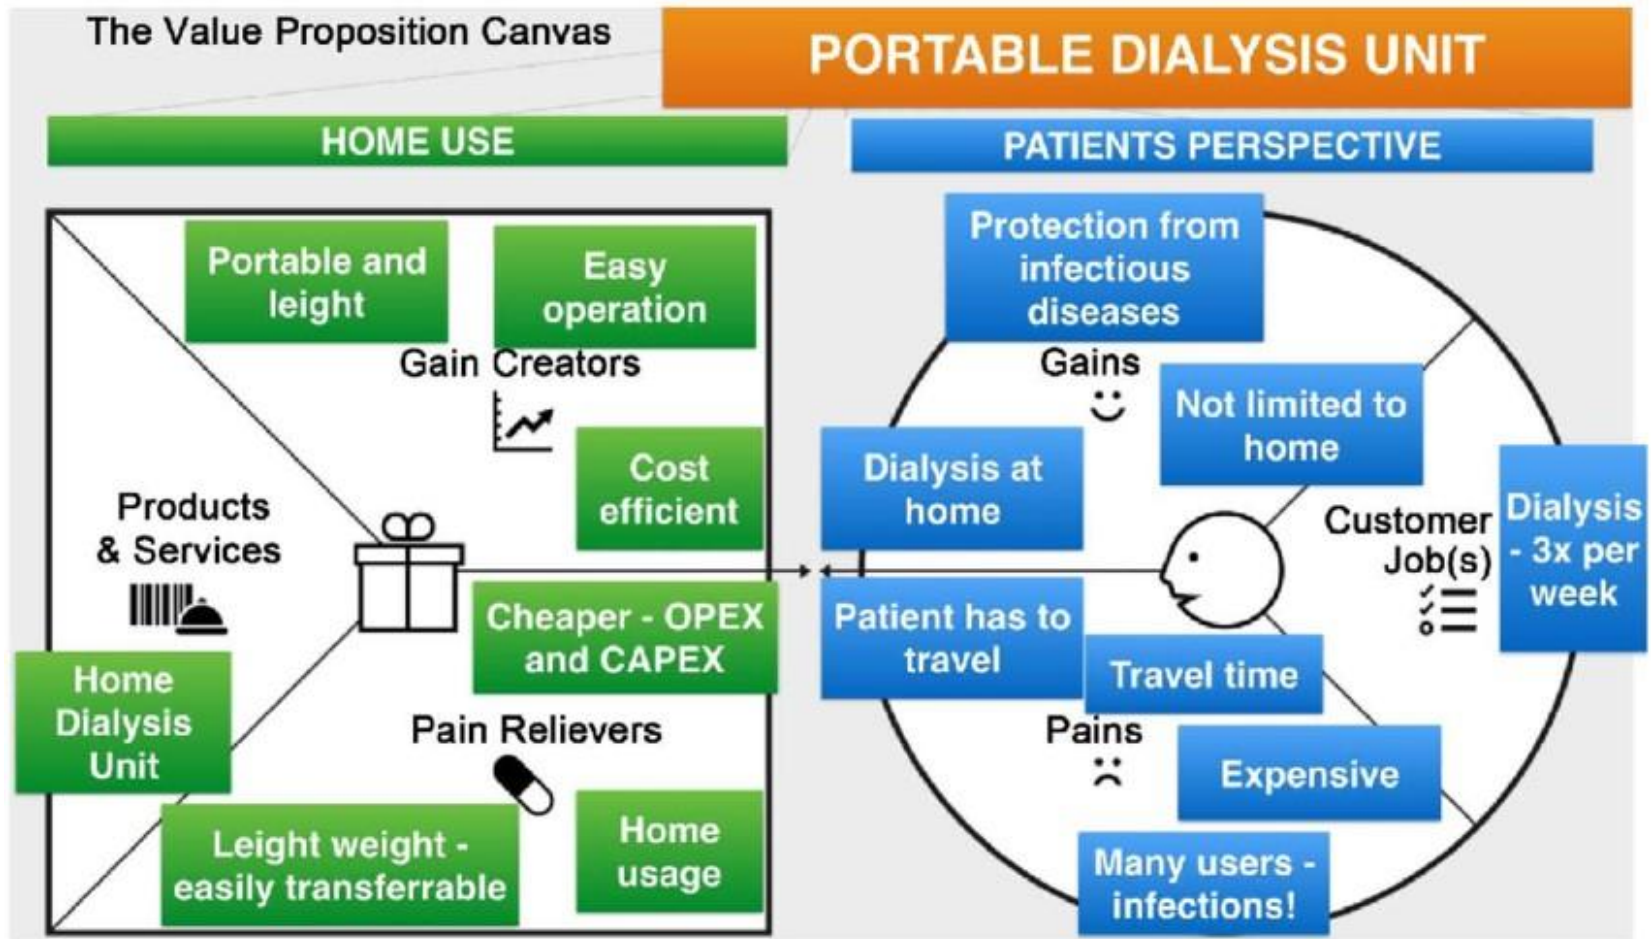 The Value Proposition Canvas
PORTABLE DIALYSIS UNIT
HOME USE
PATIENTS PERSPECTIVE
Portable and
leight
Easy
operation
Gain Creators
Cost
efficient
Products
& Services
Cheaper - OPEX
and CAPEX
Home
Dialysis
Unit
Pain Relievers
Leight weight -
easily transferrable
Home
usage
Protection from
infectious
diseases
Gains
Not limited to
home
Dialysis at
home
Customer
Job(s)
Dialysis
- 3x per
week
Patient has to
travel
Travel time
Pains
Expensive
Many users -
infections!